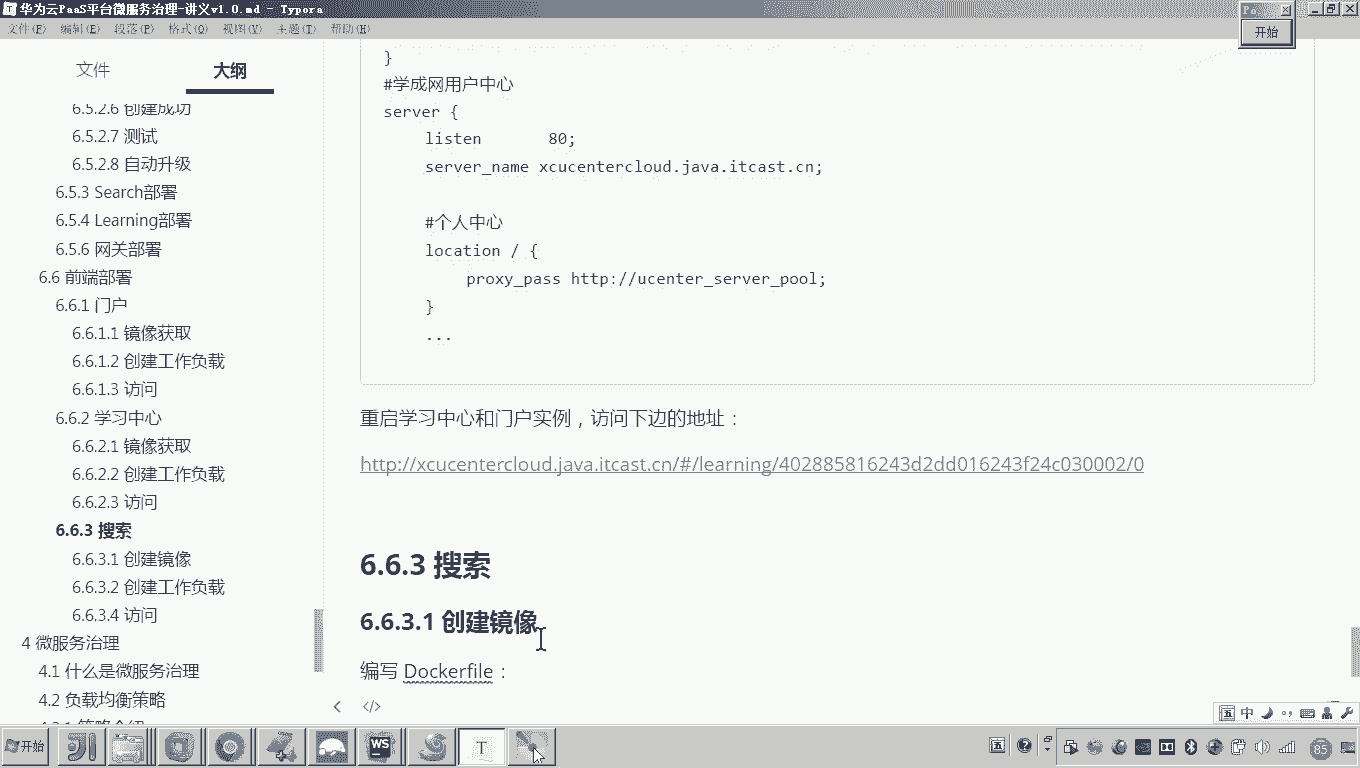 华为云PaaS平台微服务治理-讲义v1.0.md - Typora
文件(F) 编辑(E) 段落(P) 格式(O) 视图(V) 主题(T) 帮助(H)
开始
文件 大纲
6.5.2.6 创建成功
6.5.2.7 测试
6.5.2.8 自动升级
6.5.3 Search部署
6.5.4 Learning部署
6.5.6 网关部署
6.6 前端部署
6.6.1 门户
6.6.1.1 镜像获取
6.6.1.2 创建工作负载
6.6.1.3 访问
6.6.2 学习中心
6.6.2.1 镜像获取
6.6.2.2 创建工作负载
6.6.2.3 访问
6.6.3 搜索
6.6.3.1 创建镜像
6.6.3.2 创建工作负载
6.6.3.4 访问
4 微服务治理
4.1 什么是微服务治理
4.2 负载均衡策略
}
#学成网用户中心
server {
listen 80;
server_name xcucentercloud.java.itcast.cn;
#个人中心
location / {
proxy_pass http://ucenter_server_pool;
}
...
重启学习中心和门户实例，访问下边的地址：
http://xcucentercloud.java.itcast.cn/#/learning/402885816243d2dd016243f24c030002/0
6.6.3 搜索
6.6.3.1 创建镜像
编写 Dockerfile：
中
开始
85